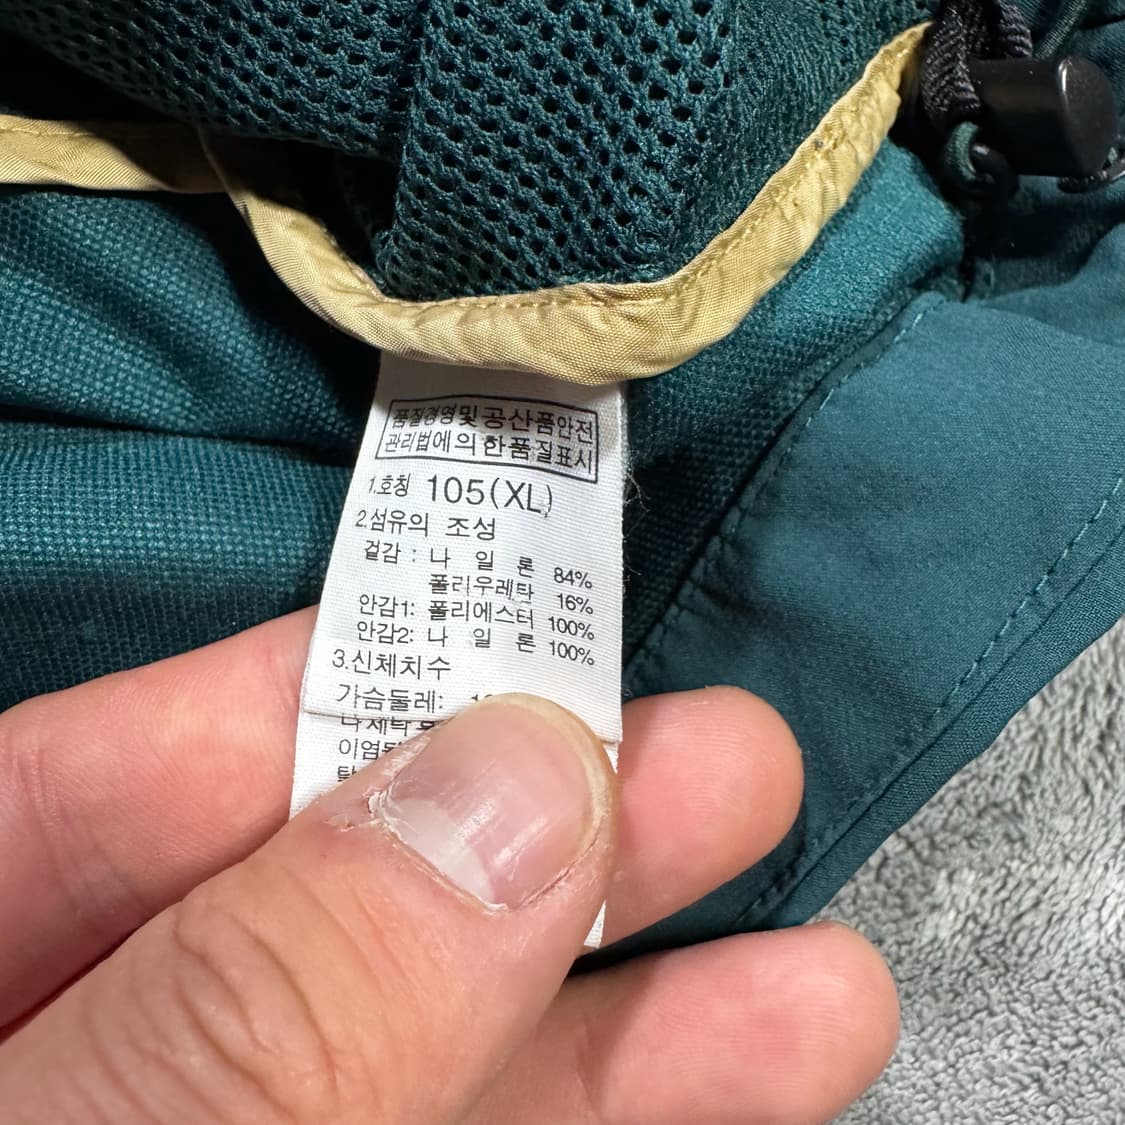 품질경영및공산품안전
관리법에의한품질표시
1.호칭 105(XL)
2.섬유의 조성
겉감 : 나 일 론 84%
폴리우레탄 16%
안감1: 폴리에스터 100%
안감2: 나 일 론 100%
3.신체치수
가슴둘레: